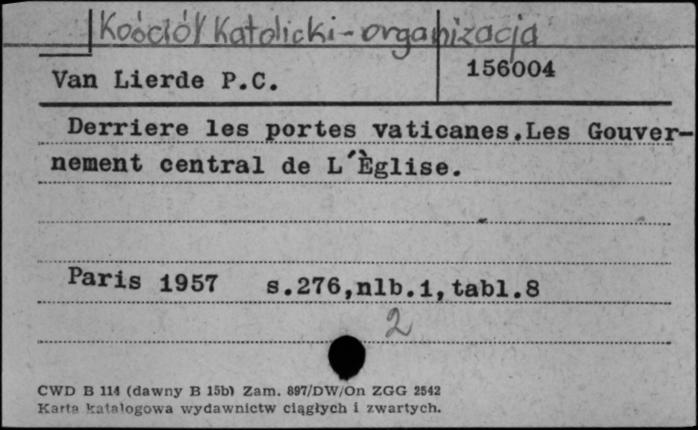 Kościół Katolicki - organizacja
Van Lierde P.C.
156004
Derriere les portes vaticanes.Les Gouver-
nement central de L´Èglise.
Paris 1957 s.276,nlb.1,tabl.8
2
CWD B 114 (dawny B 15b) Zam. 897/DW/On ZGG 2542
Karta katalogowa wydawnictw ciągłych i zwartych.